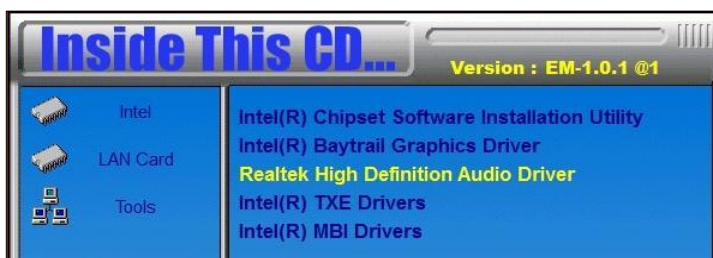 Inside This CD...
Version : EM-1.0.1 @1
Intel
LAN Card
Tools
Intel(R) Chipset Software Installation Utility
Intel(R) Baytrail Graphics Driver
Realtek High Definition Audio Driver
Intel(R) TXE Drivers
Intel(R) MBI Drivers